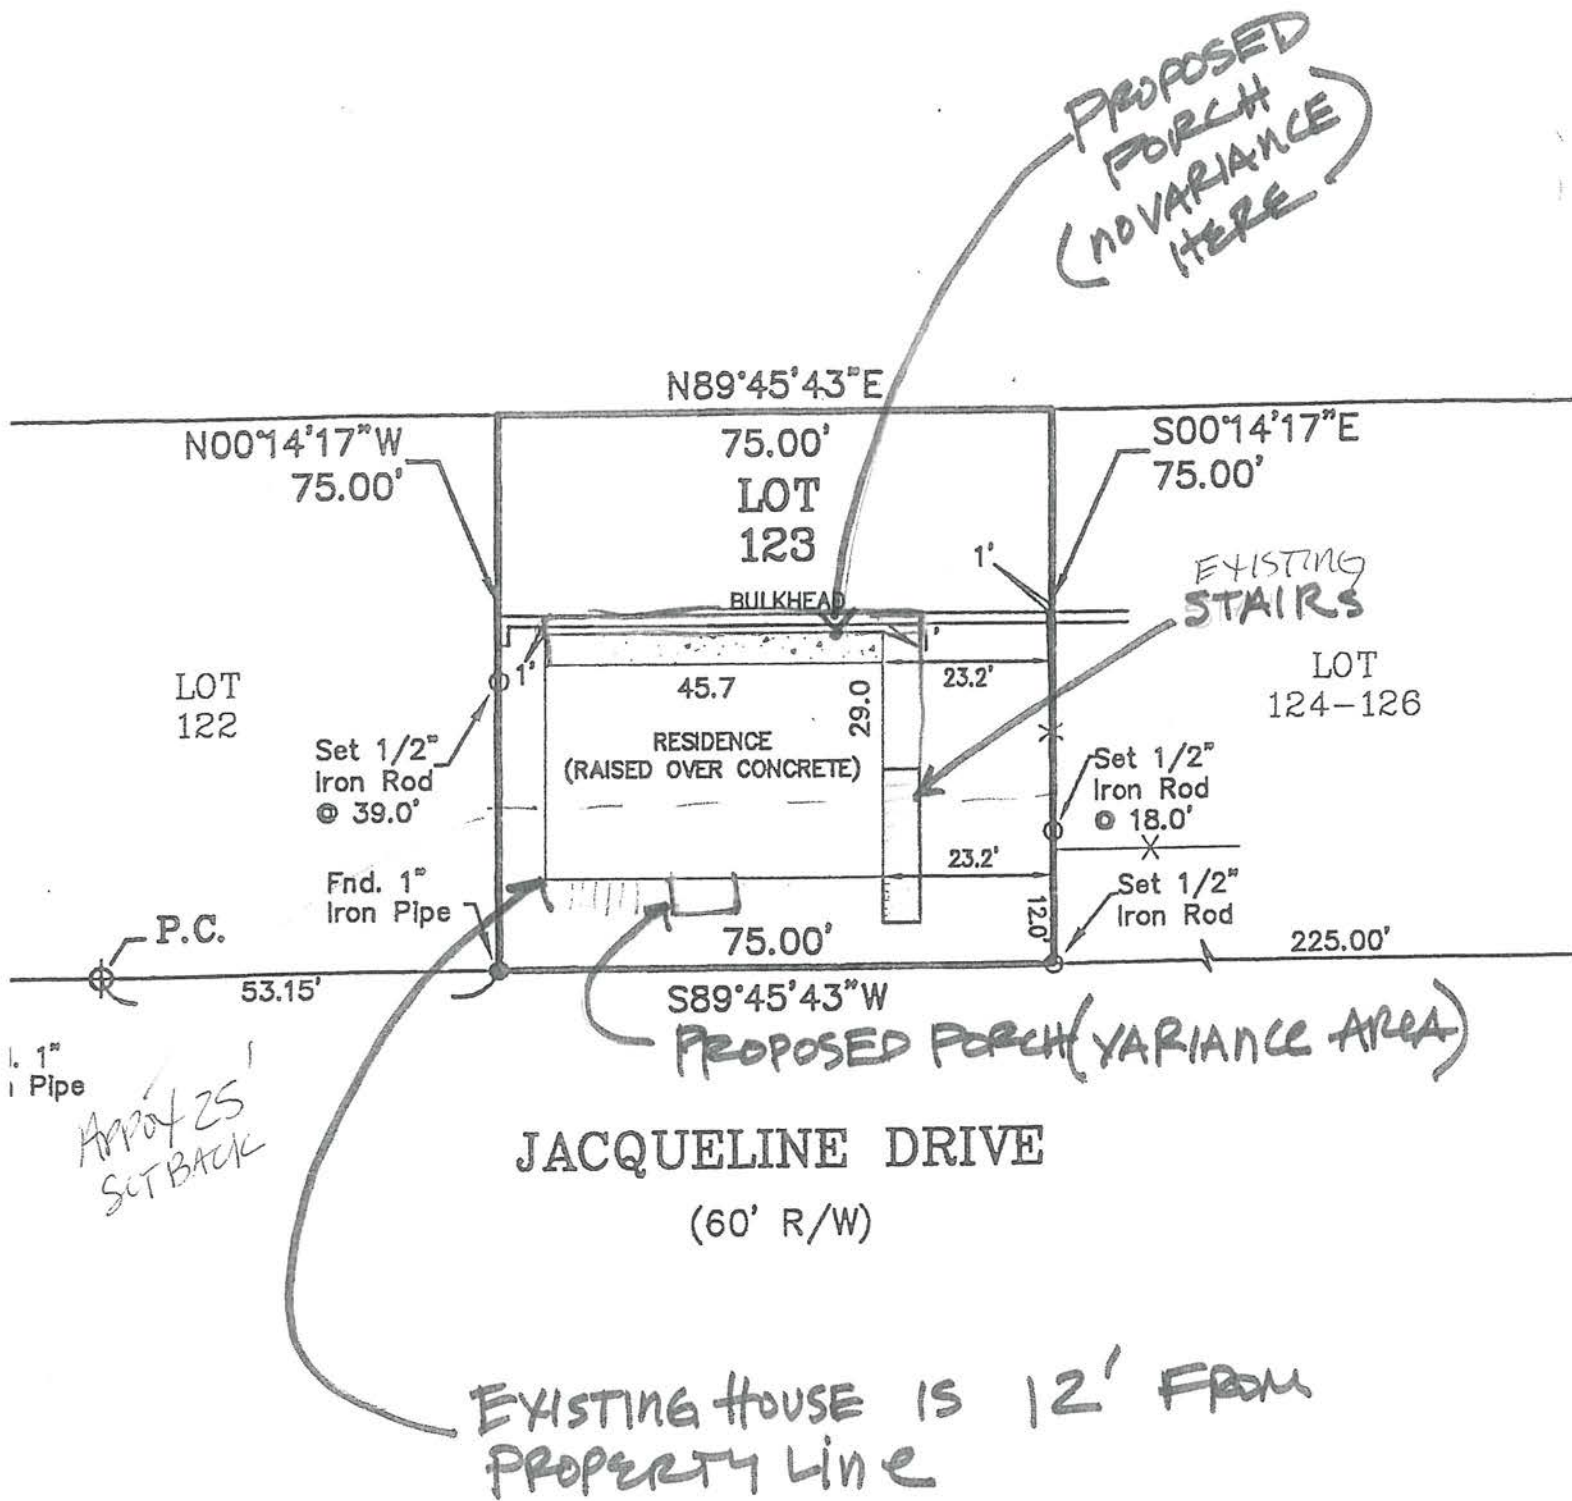 PROPOSED
PORCH
(NO VARIANCE
HERE)
N89°45'43"E
N00°14'17"W
75.00'
75.00'
S00°14'17"E
75.00'
LOT
123
1'
EXISTING
STAIRS
BULKHEAD
1'
1'
LOT
122
45.7
29.0
23.2'
LOT
124-126
RESIDENCE
(RAISED OVER CONCRETE)
Set 1/2"
Iron Rod
@ 39.0'
Set 1/2"
Iron Rod
@ 18.0'
23.2'
Fnd. 1"
Iron Pipe
Set 1/2"
Iron Rod
12.0'
P.C.
75.00'
225.00'
53.15'
S89°45'43"W
PROPOSED PORCH (VARIANCE AREA)
1"
Pipe
APPOX 25'
SETBACK
JACQUELINE DRIVE
(60' R/W)
EXISTING HOUSE IS 12' FROM
PROPERTY LINE